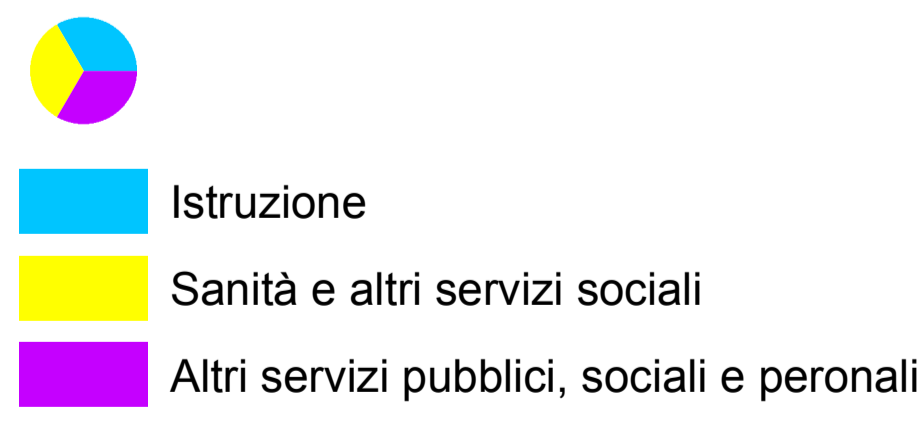 Istruzione
Sanità e altri servizi sociali
Altri servizi pubblici, sociali e peronali